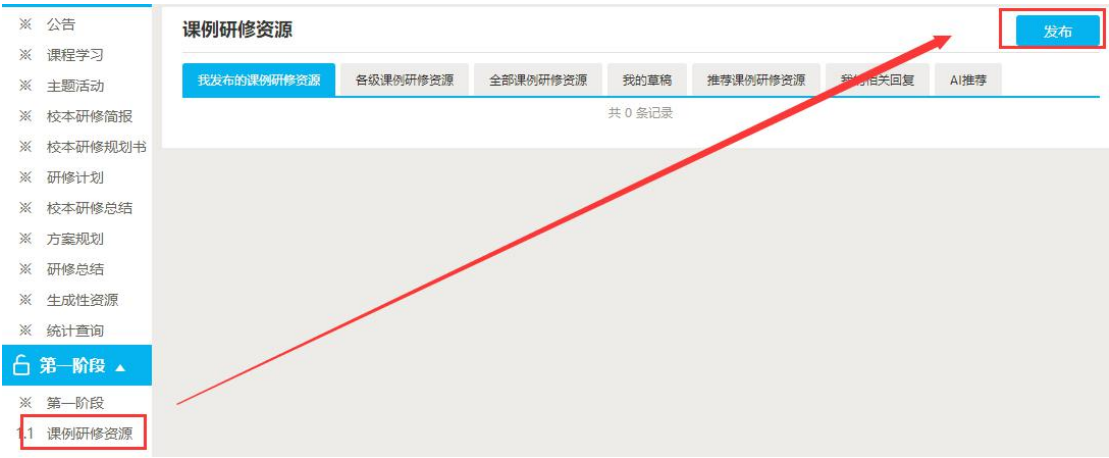 ※ 公告
※ 课程学习
※ 主题活动
※ 校本研修简报
※ 校本研修规划书
※ 研修计划
※ 校本研修总结
※ 方案规划
※ 研修总结
※ 生成性资源
※ 统计查询
第一阶段 ▲
※ 第一阶段
1.1 课例研修资源
课例研修资源
发布
我发布的课例研修资源 各级课例研修资源 全部课例研修资源 我的草稿 推荐课例研修资源 我的相关回复 AI推荐
共 0 条记录